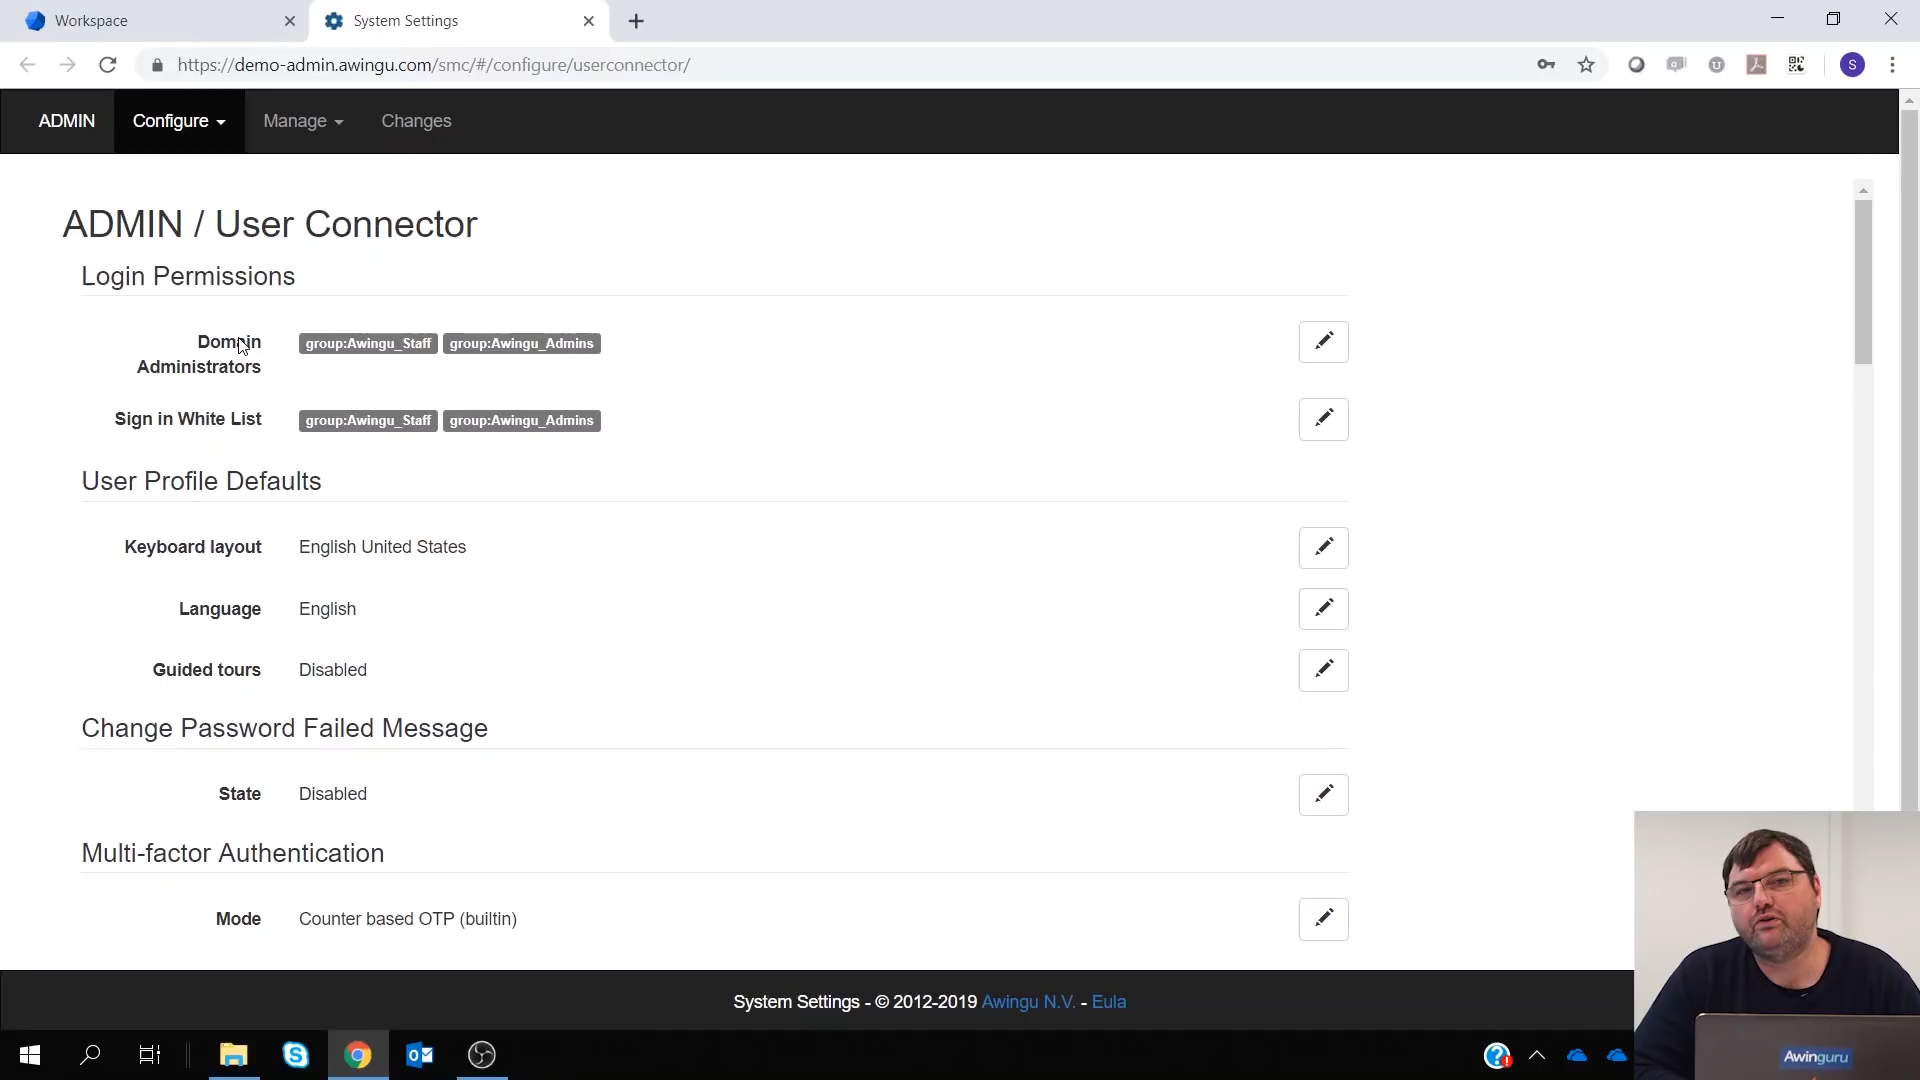 Workspace
System Settings
https://demo-admin.awingu.com/smc/#/configure/userconnector/
S
ADMIN
Configure
Manage
Changes
ADMIN / User Connector
Login Permissions
Domain Administrators
group:Awingu_Staff group:Awingu_Admins
Sign in White List
group:Awingu_Staff group:Awingu_Admins
User Profile Defaults
Keyboard layout English United States
Language English
Guided tours Disabled
Change Password Failed Message
State Disabled
Multi-factor Authentication
Mode Counter based OTP (builtin)
System Settings - © 2012-2019 Awingu N.V. - Eula
Awinguru